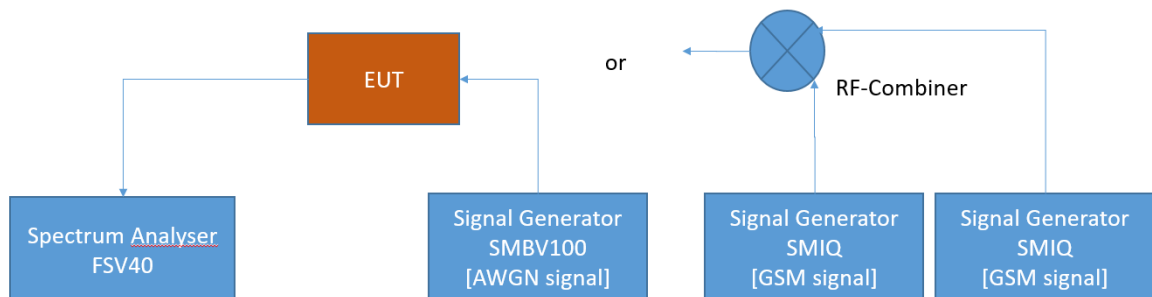 EUT
or
RF-Combiner
Spectrum Analyser
FSV40
Signal Generator
SMBV100
[AWGN signal]
Signal Generator
SMIQ
[GSM signal]
Signal Generator
SMIQ
[GSM signal]